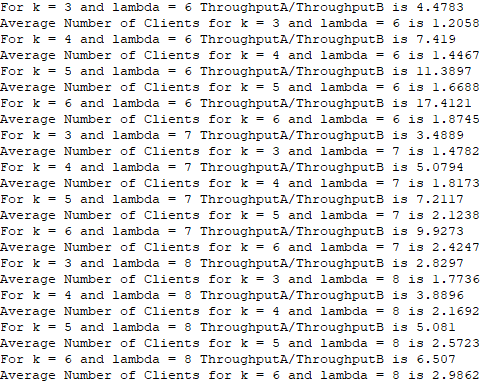 For k = 3 and lambda = 6 ThroughputA/ThroughputB is 4.4783
Average Number of Clients for k = 3 and lambda = 6 is 1.2058
For k = 4 and lambda = 6 ThroughputA/ThroughputB is 7.419
Average Number of Clients for k = 4 and lambda = 6 is 1.4467
For k = 5 and lambda = 6 ThroughputA/ThroughputB is 11.3897
Average Number of Clients for k = 5 and lambda = 6 is 1.6688
For k = 6 and lambda = 6 ThroughputA/ThroughputB is 17.4121
Average Number of Clients for k = 6 and lambda = 6 is 1.8745
For k = 3 and lambda = 7 ThroughputA/ThroughputB is 3.4889
Average Number of Clients for k = 3 and lambda = 7 is 1.4782
For k = 4 and lambda = 7 ThroughputA/ThroughputB is 5.0794
Average Number of Clients for k = 4 and lambda = 7 is 1.8173
For k = 5 and lambda = 7 ThroughputA/ThroughputB is 7.2117
Average Number of Clients for k = 5 and lambda = 7 is 2.1238
For k = 6 and lambda = 7 ThroughputA/ThroughputB is 9.9273
Average Number of Clients for k = 6 and lambda = 7 is 2.4247
For k = 3 and lambda = 8 ThroughputA/ThroughputB is 2.8297
Average Number of Clients for k = 3 and lambda = 8 is 1.7736
For k = 4 and lambda = 8 ThroughputA/ThroughputB is 3.8896
Average Number of Clients for k = 4 and lambda = 8 is 2.1692
For k = 5 and lambda = 8 ThroughputA/ThroughputB is 5.081
Average Number of Clients for k = 5 and lambda = 8 is 2.5723
For k = 6 and lambda = 8 ThroughputA/ThroughputB is 6.507
Average Number of Clients for k = 6 and lambda = 8 is 2.9862